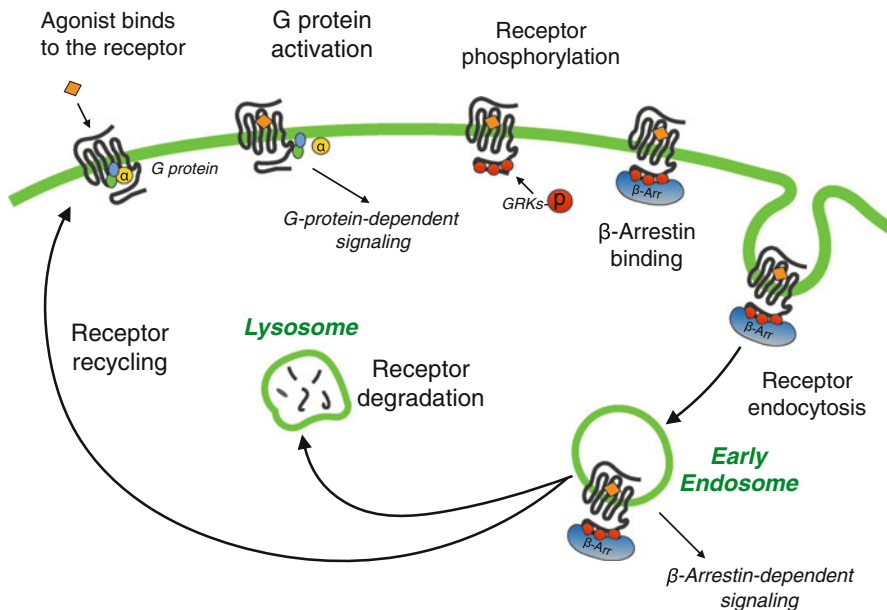 Agonist binds
to the receptor
G protein
activation
Receptor
phosphorylation
α
G protein
α
G-protein-dependent
signaling
GRKs-p
β-Arr
β-Arrestin
binding
β-Arr
Receptor
endocytosis
Receptor
recycling
Lysosome
Receptor
degradation
Early
Endosome
β-Arr
β-Arrestin-dependent
signaling